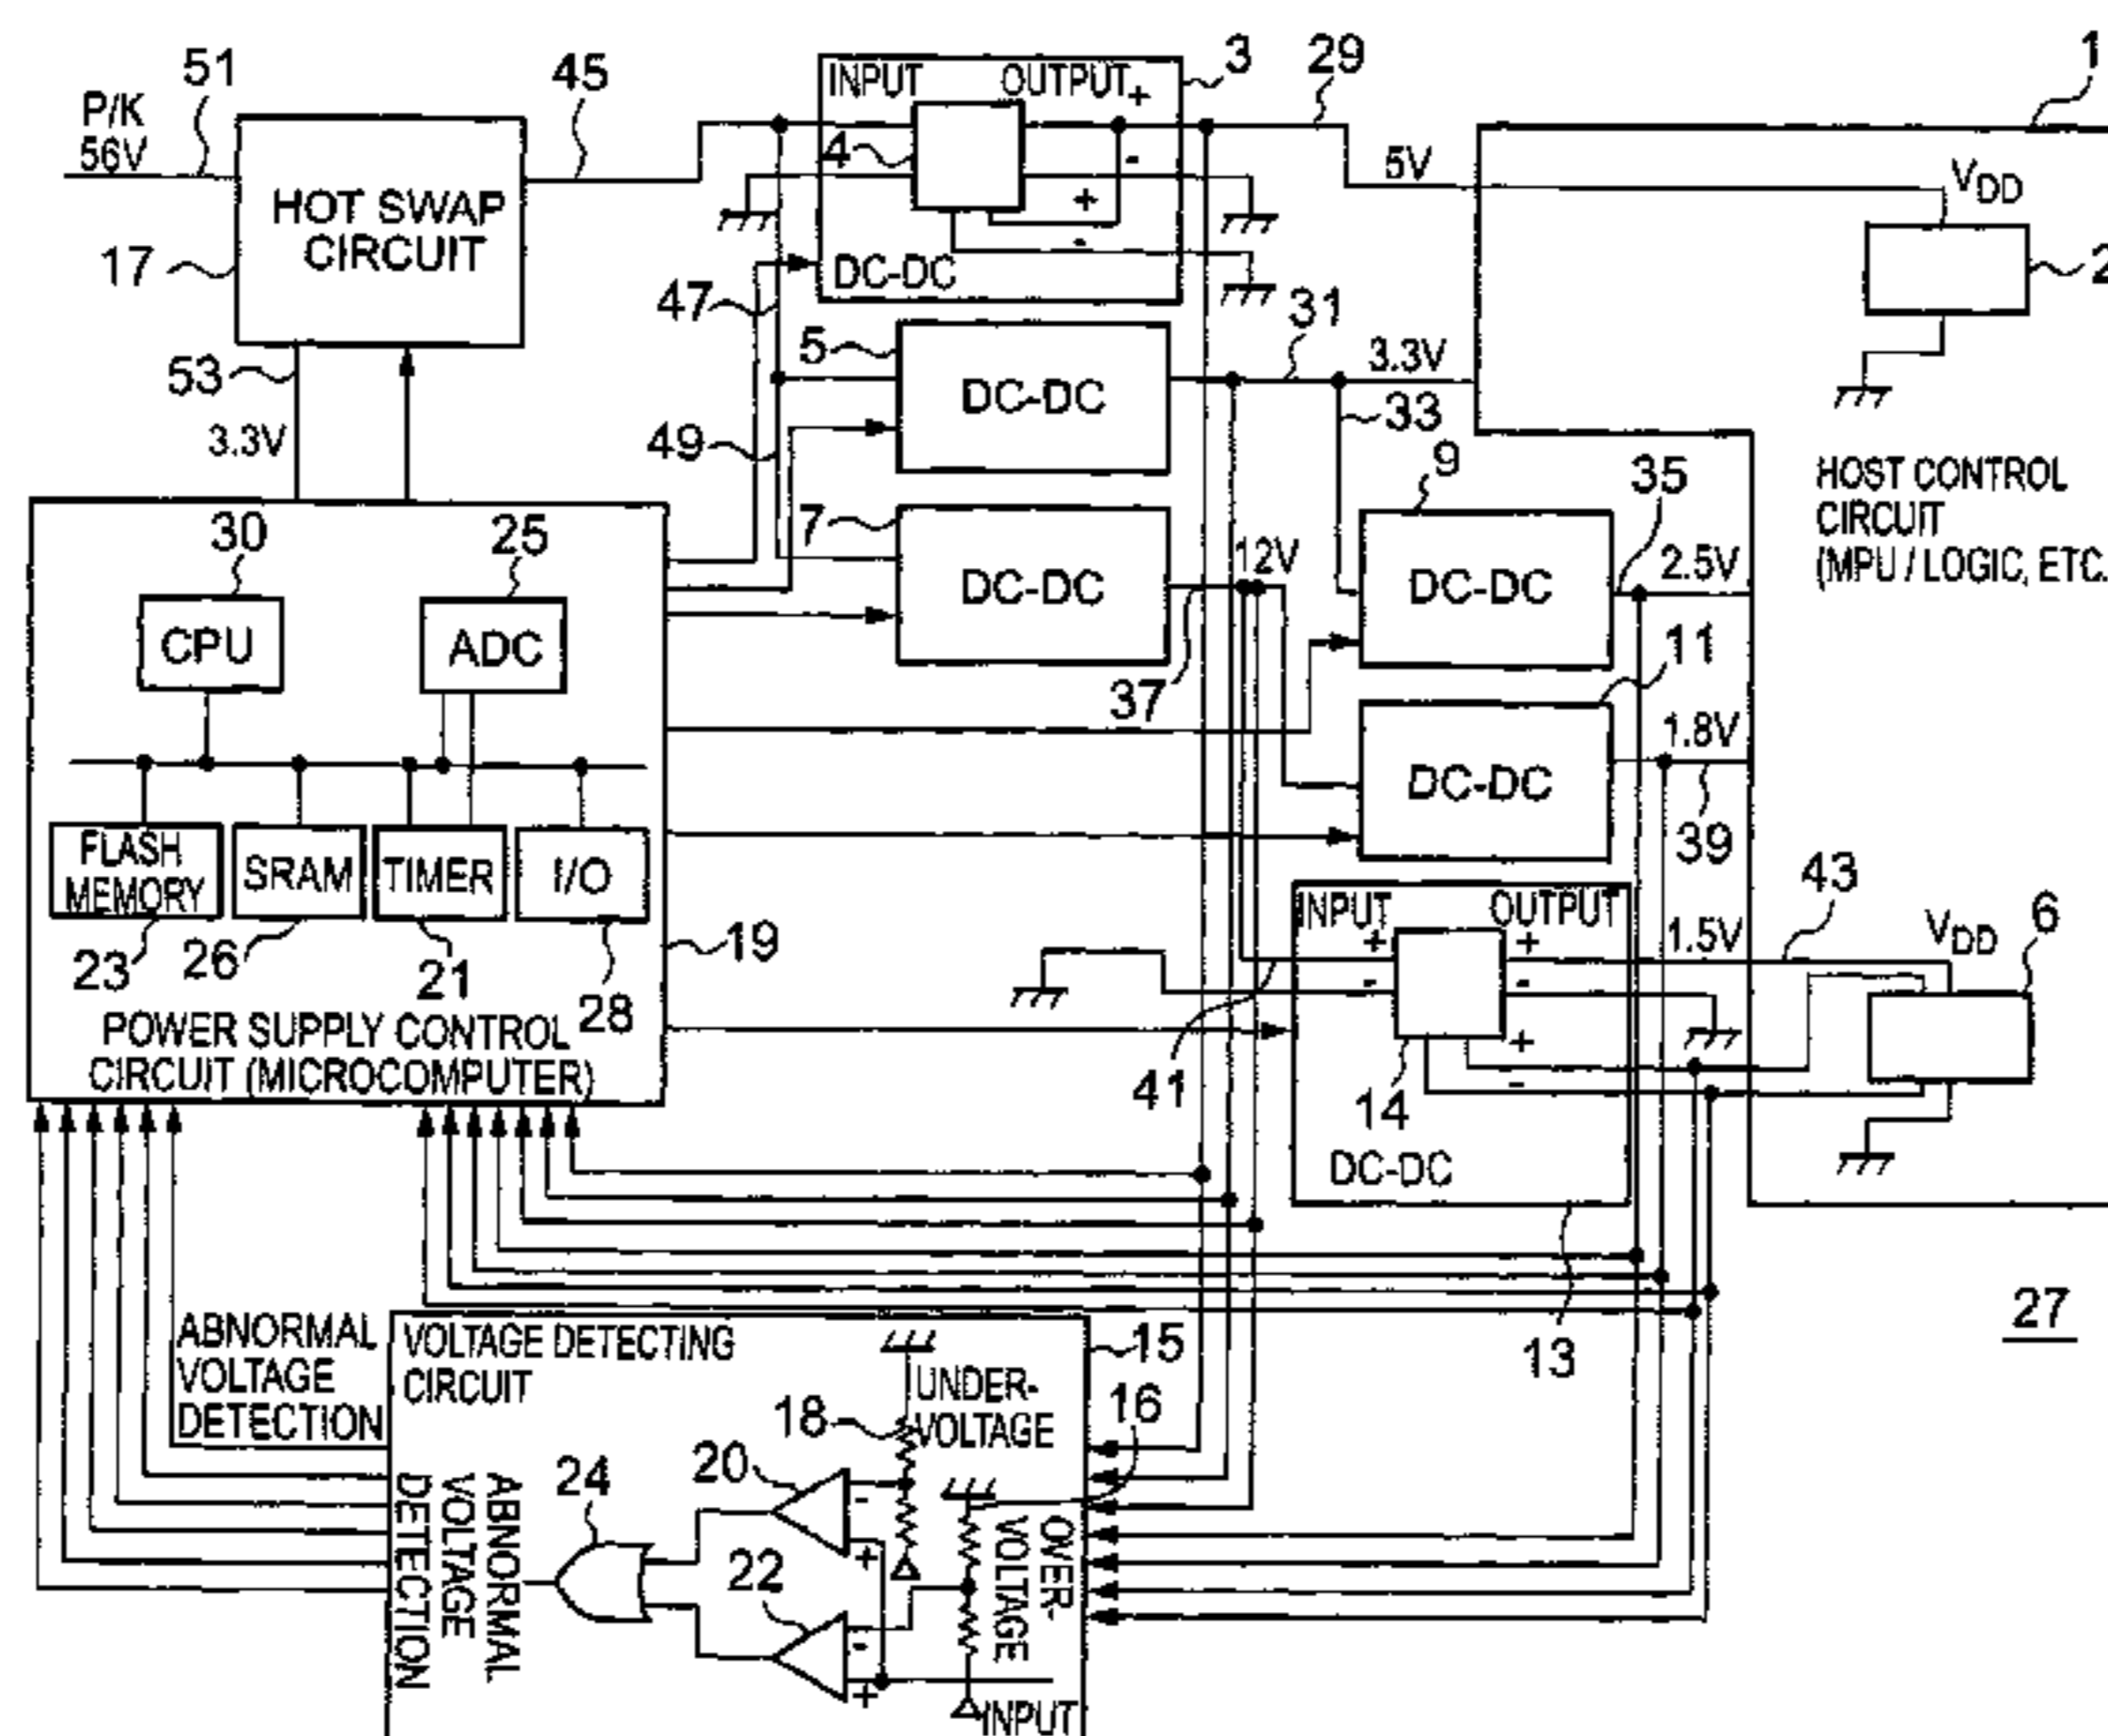 51
45
3
29
1
P/K
56V
INPUT
OUTPUT
+
4
-
5V
VDD
HOT SWAP
CIRCUIT
17
+
-
2
DC-DC
47
31
53
5
3.3V
DC-DC
33
3.3V
49
9
35
HOST CONTROL
CIRCUIT
(MPU / LOGIC, ETC.
30
25
7
12V
DC-DC
DC-DC
2.5V
CPU
ADC
37
11
1.8V
DC-DC
39
FLASH
MEMORY
SRAM
TIMER
I/O
43
INPUT
OUTPUT
6
23
26
21
28
19
+
-
+
-
1.5V
VDD
POWER SUPPLY CONTROL
CIRCUIT (MICROCOMPUTER)
41
14
+
-
DC-DC
27
ABNORMAL
VOLTAGE
DETECTION
VOLTAGE DETECTING
CIRCUIT
15
13
18
UNDER-
VOLTAGE
16
20
-
+
24
ABNORMAL
VOLTAGE
DETECTION
22
-
+
OVER-
VOLTAGE
INPUT